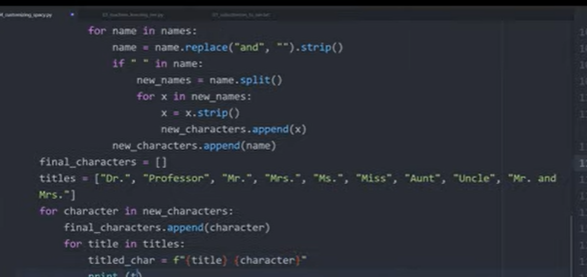 for name in names:
name = name.replace("and", "").strip()
if " " in name:
new_names = name.split()
for x in new_names:
x = x.strip()
new_characters.append(x)
new_characters.append(name)
final_characters = []
titles = ["Dr.", "Professor", "Mr.", "Mrs.", "Ms.", "Miss", "Aunt", "Uncle", "Mr. and
Mrs."]
for character in new_characters:
final_characters.append(character)
for title in titles:
titled_char = f"{title} {character}"
print (t)